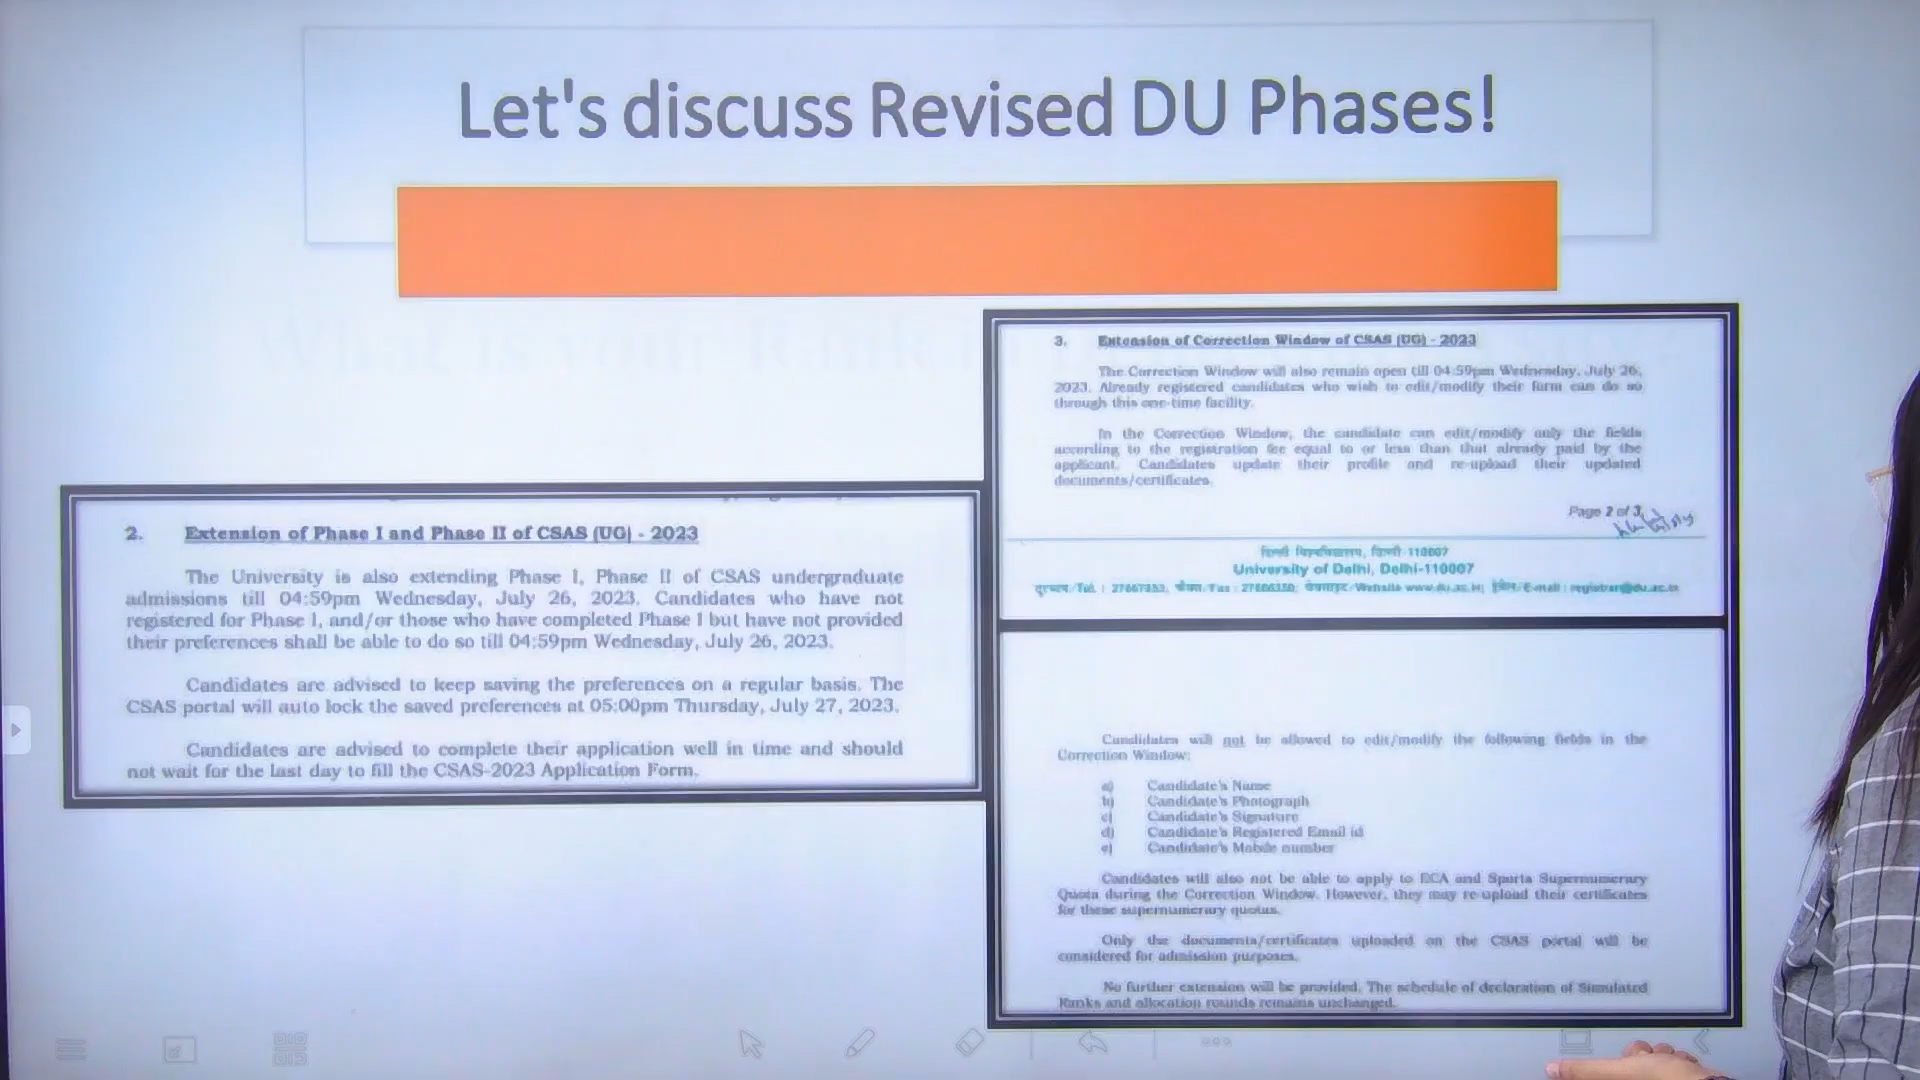 Let's discuss Revised DU Phases!
2. Extension of Phase I and Phase II of CSAS (UG) - 2023
The University is also extending Phase I, Phase II of CSAS undergraduate
admissions till 04:59pm Wednesday, July 26, 2023. Candidates who have not
registered for Phase I, and/or those who have completed Phase I but have not provided
their preferences shall be able to do so till 04:59pm Wednesday, July 26, 2023.
Candidates are advised to keep saving the preferences on a regular basis. The
CSAS portal will auto lock the saved preferences at 05:00pm Thursday, July 27, 2023.
Candidates are advised to complete their application well in time and should
not wait for the last day to fill the CSAS-2023 Application Form.
3. Extension of Correction Window of CSAS (UG) - 2023
The Correction Window will also remain open till 04:59pm Wednesday, July 26,
2023. Already registered candidates who wish to edit/modify their form can do so
through this one-time facility.
In the Correction Window, the candidate can edit/modify only the fields
according to the registration fee equal to or less than that already paid by the
applicant. Candidates update their profile and re-upload their updated
documents/certificates.
Page 2 of 3
दिल्ली विश्वविद्यालय, दिल्ली 110007
University of Delhi, Delhi-110007
Website www.du.ac.in; E-mail : registrar@du.ac.in
Candidates will not be allowed to edit/modify the following fields in the
Correction Window:
a) Candidate's Name
b) Candidate's Photograph
c) Candidate's Signature
d) Candidate's Registered Email id
e) Candidate's Mobile number
Candidates will also not be able to apply to ECA and Sports Supernumerary
Quota during the Correction Window. However, they may re-upload their certificates
for these supernumerary quotas.
Only the documents/certificates uploaded on the CSAS portal will be
considered for admission purposes.
No further extension will be provided. The schedule of declaration of Simulated
Ranks and allocation rounds remains unchanged.